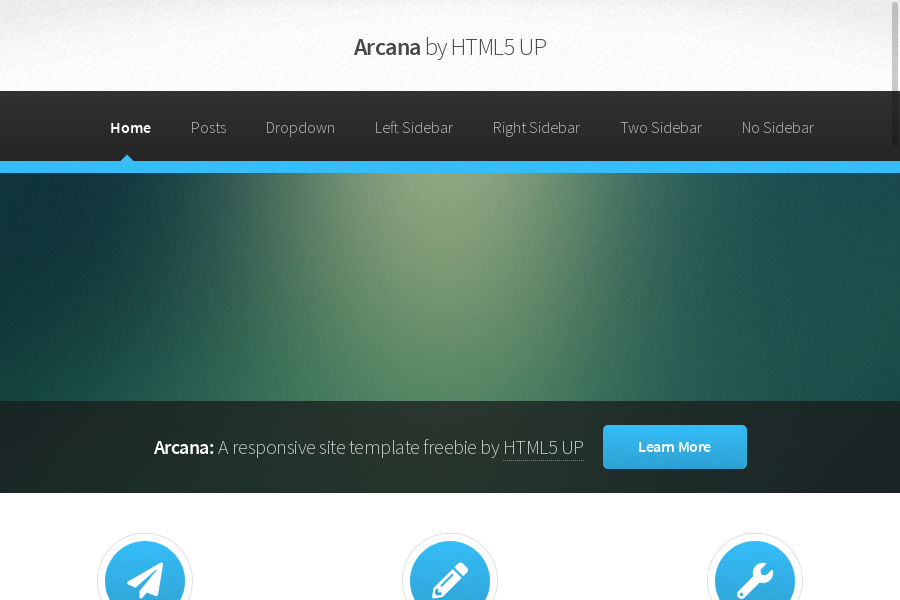 Arcana by HTML5 UP
Home Posts Dropdown Left Sidebar Right Sidebar Two Sidebar No Sidebar
Arcana: A responsive site template freebie by HTML5 UP Learn More